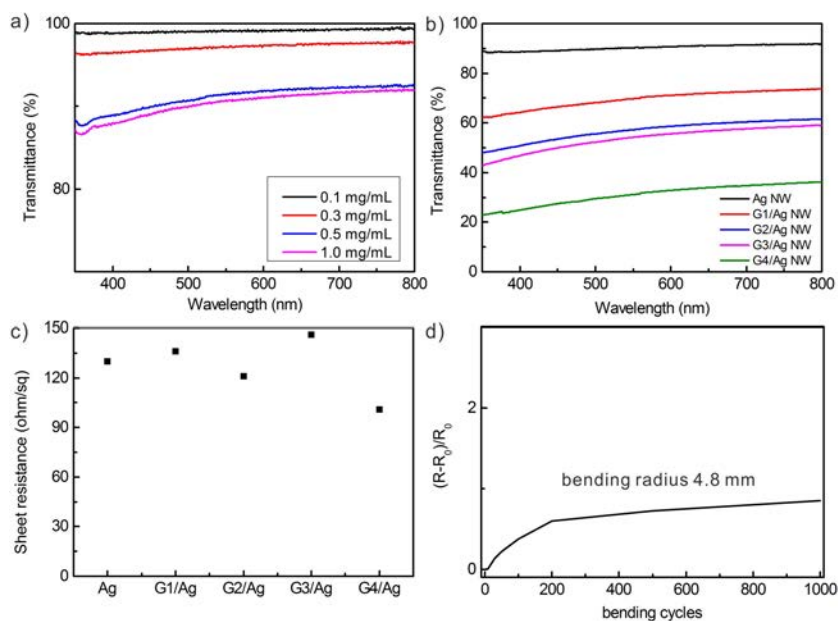 a)
100
80
Transmittance (%)
0.1 mg/mL
0.3 mg/mL
0.5 mg/mL
1.0 mg/mL
400 500 600 700 800
Wavelength (nm)
b)
100
80
60
40
20
0
Transmittance (%)
Ag NW
G1/Ag NW
G2/Ag NW
G3/Ag NW
G4/Ag NW
400 500 600 700 800
Wavelength (nm)
c)
150
120
90
60
30
0
Sheet resistance (ohm/sq)
Ag G1/Ag G2/Ag G3/Ag G4/Ag
d)
2
0
(R-R0)/R0
bending radius 4.8 mm
0 200 400 600 800 1000
bending cycles